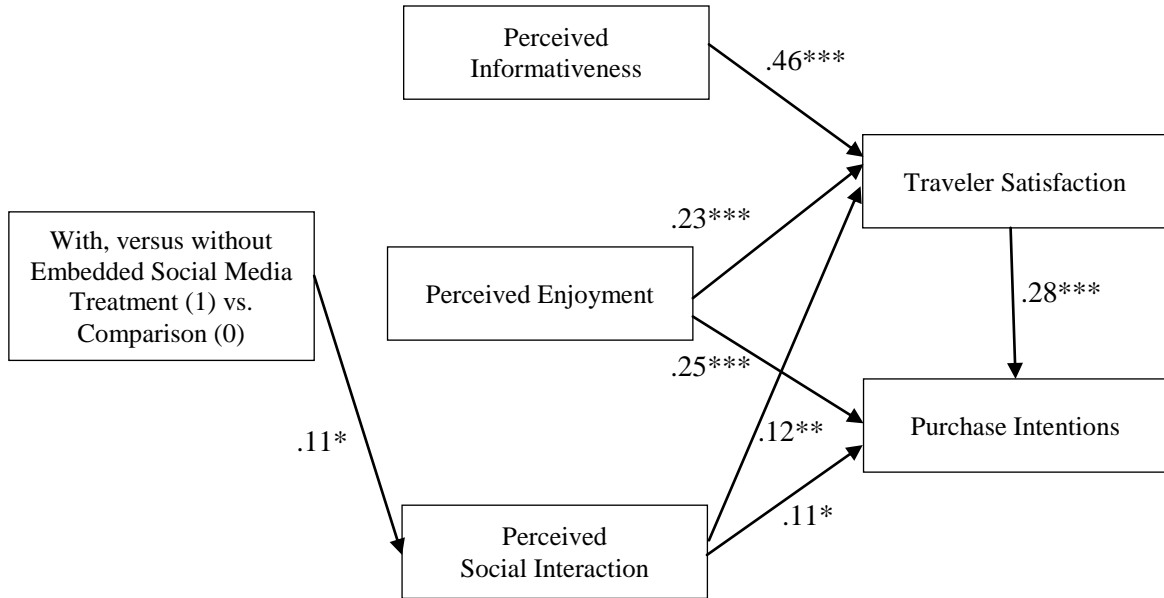 Perceived
Informativeness
.46***
Traveler Satisfaction
With, versus without
Embedded Social Media
Treatment (1) vs.
Comparison (0)
.23***
Perceived Enjoyment
.28***
.25***
.12**
Purchase Intentions
.11*
.11*
Perceived
Social Interaction